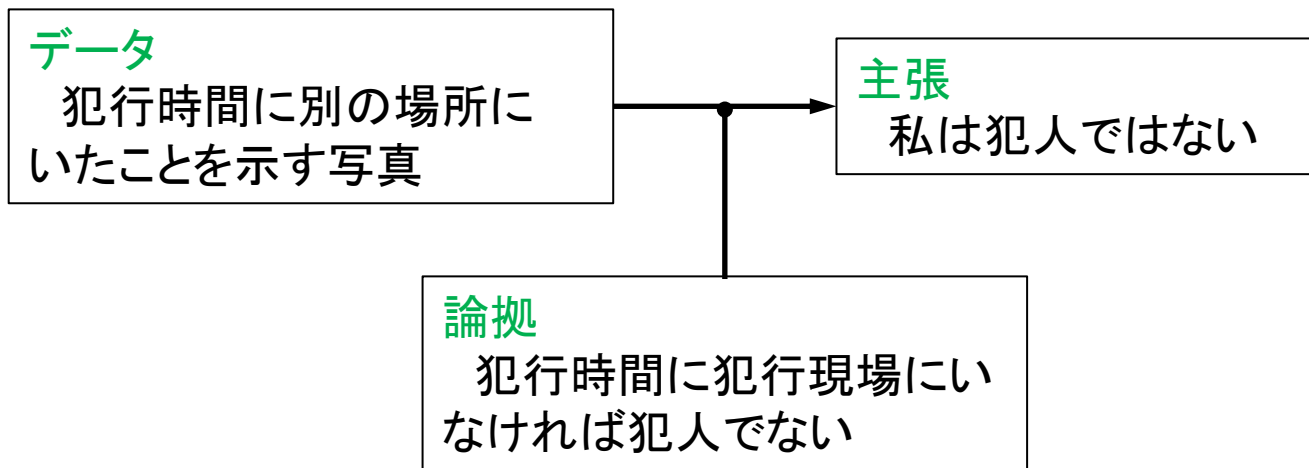 データ
犯行時間に別の場所に
いたことを示す写真
主張
私は犯人ではない
論拠
犯行時間に犯行現場にい
なければ犯人でない